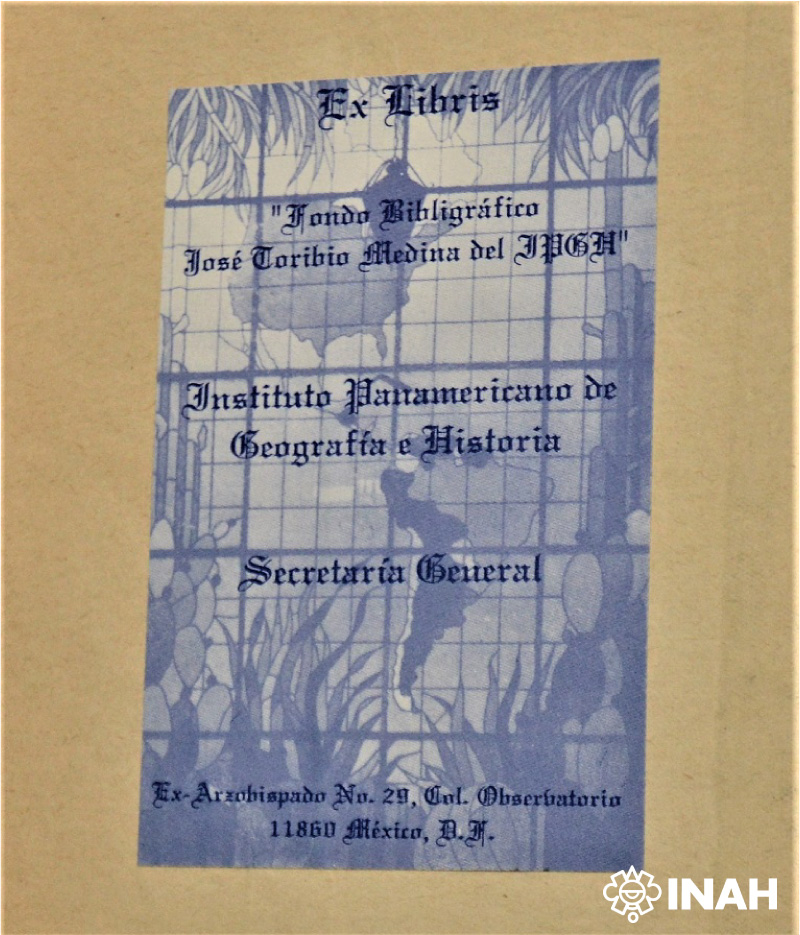 Ex Libris
"Fondo Bibligráfico
José Toribio Medina del IPGH"
Instituto Panamericano de
Geografía e Historia
Secretaría General
Ex-Arzobispado No. 29, Col. Observatorio
11860 México, D.F.
INAH